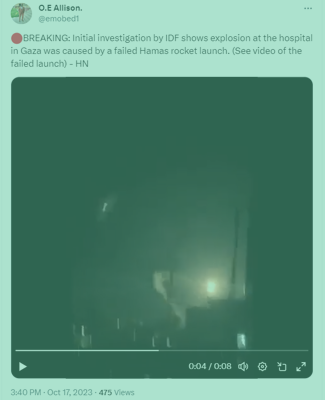 O.E Allison.
@emobed1
BREAKING: Initial investigation by IDF shows explosion at the hospital
in Gaza was caused by a failed Hamas rocket launch. (See video of the
failed launch) - HN
0:04 / 0:08
3:40 PM · Oct 17, 2023 · 475 Views